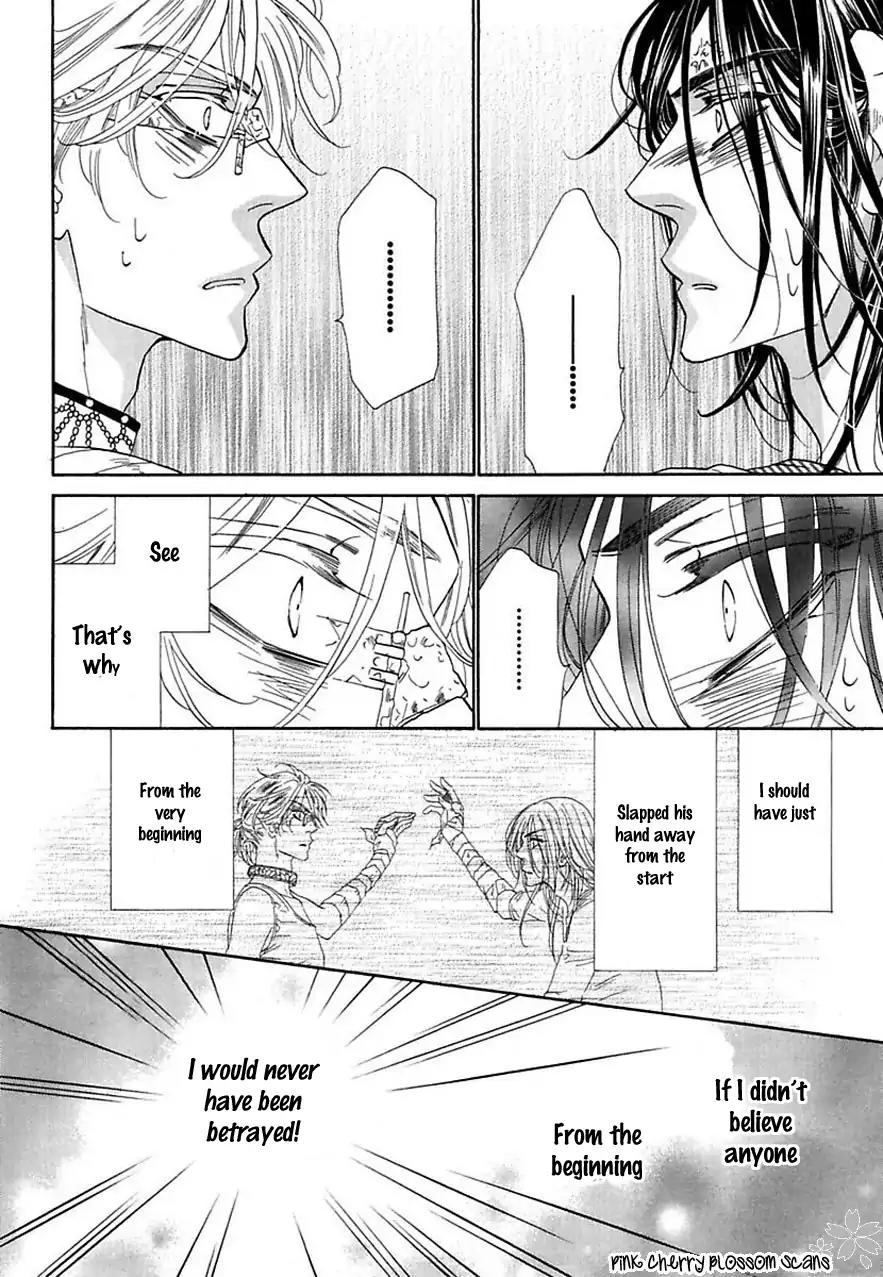 See
That's
why
I should
have just
Slapped his
hand away
from the
start
From the
very
beginning
If I didn't
believe
anyone
From the
beginning
I would never
have been
betrayed!
Pink Cherry Blossom Scans